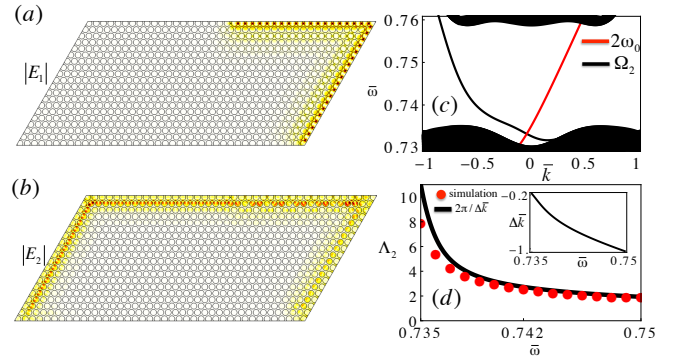 (a)
|E₁|
(b)
|E₂|
0.76
0.75
ω̄
0.74
0.73
2ω₀
Ω₂
(c)
-1 -0.5 0 k̄ 0.5 1
simulation
2π/Δk̄
10
8
6
Λ₂
4
2
0
-0.2
Δk̄
-1
0.735 ω̄ 0.75
(d)
0.735 0.742 0.75
ω̄